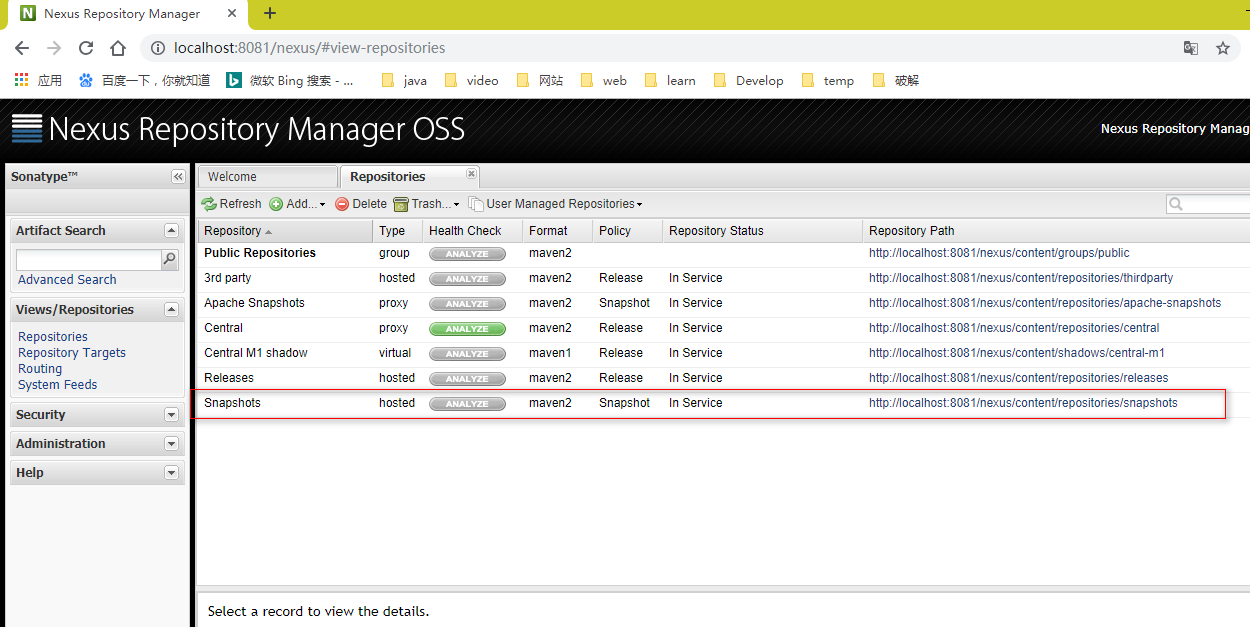 Nexus Repository Manager
localhost:8081/nexus/#view-repositories
应用 百度一下，你就知道 微软 Bing 搜索 - ... java video 网站 web learn Develop temp 破解
Nexus Repository Manager OSS
Nexus Repository Manag
Sonatype™
Welcome Repositories
Refresh Add... Delete Trash... User Managed Repositories
Artifact Search
Advanced Search
Views/Repositories
Repositories
Repository Targets
Routing
System Feeds
Security
Administration
Help
Repository Type Health Check Format Policy Repository Status Repository Path
Public Repositories group ANALYZE maven2 http://localhost:8081/nexus/content/groups/public
3rd party hosted ANALYZE maven2 Release In Service http://localhost:8081/nexus/content/repositories/thirdparty
Apache Snapshots proxy ANALYZE maven2 Snapshot In Service http://localhost:8081/nexus/content/repositories/apache-snapshots
Central proxy ANALYZE maven2 Release In Service http://localhost:8081/nexus/content/repositories/central
Central M1 shadow virtual ANALYZE maven1 Release In Service http://localhost:8081/nexus/content/shadows/central-m1
Releases hosted ANALYZE maven2 Release In Service http://localhost:8081/nexus/content/repositories/releases
Snapshots hosted ANALYZE maven2 Snapshot In Service http://localhost:8081/nexus/content/repositories/snapshots
Select a record to view the details.